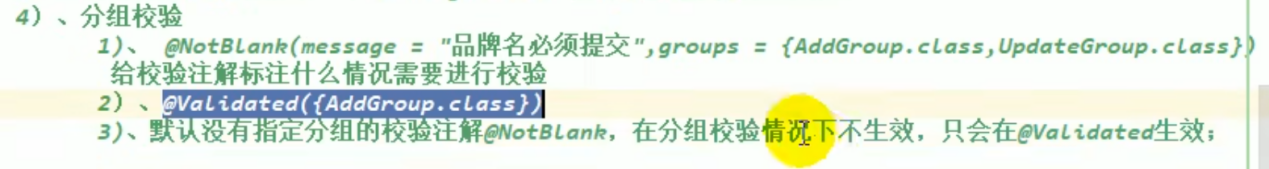 4）、分组校验
1)、 @NotBlank(message = "品牌名必须提交",groups = {AddGroup.class,UpdateGroup.class})
给校验注解标注什么情况需要进行校验
2）、@Validated({AddGroup.class})
3)、默认没有指定分组的校验注解@NotBlank，在分组校验情况下不生效，只会在@Validated生效；